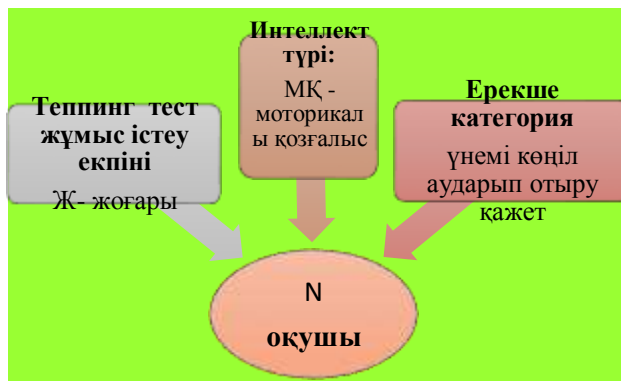 Теппинг тест
жұмыс істеу
екпіні
Ж- жоғары
Интеллект
түрі:
МҚ -
моторикал
ы қозғалыс
Ерекше
категория
үнемі көңіл
аударып отыру
қажет
N
оқушы